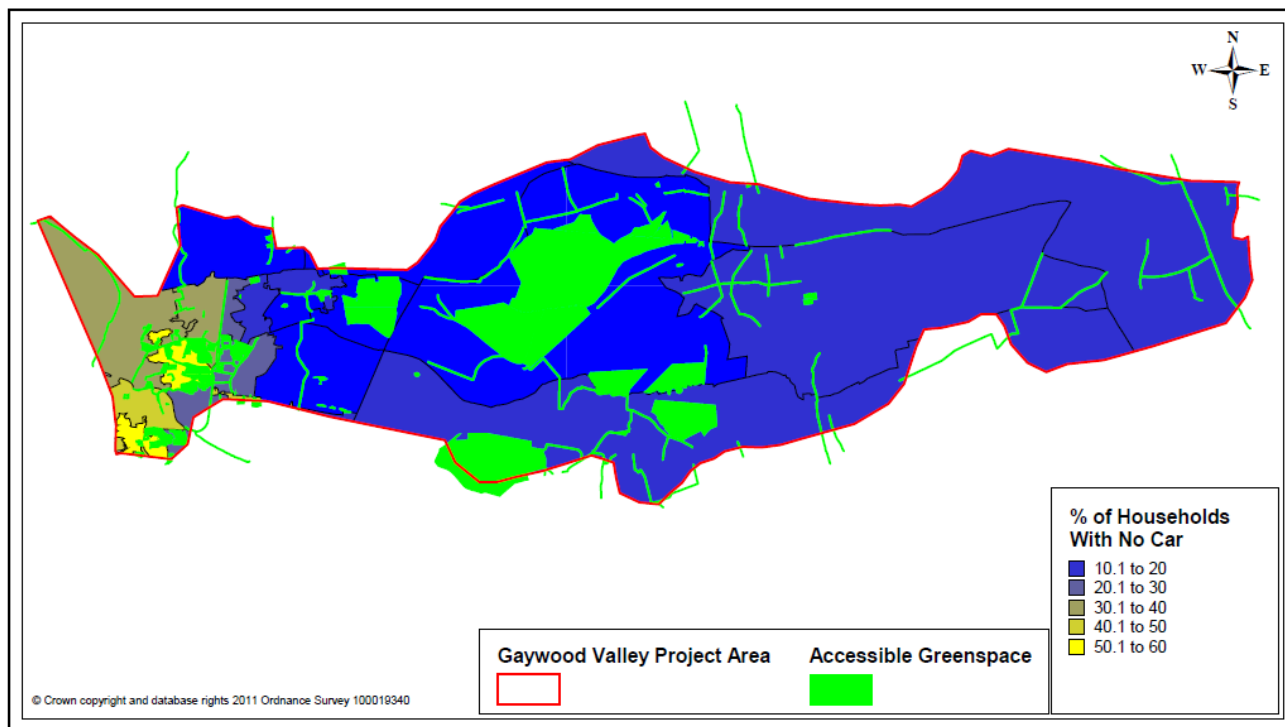 N
W E
S
% of Households
With No Car
10.1 to 20
20.1 to 30
30.1 to 40
40.1 to 50
50.1 to 60
Gaywood Valley Project Area
Accessible Greenspace
© Crown copyright and database rights 2011 Ordnance Survey 100019340